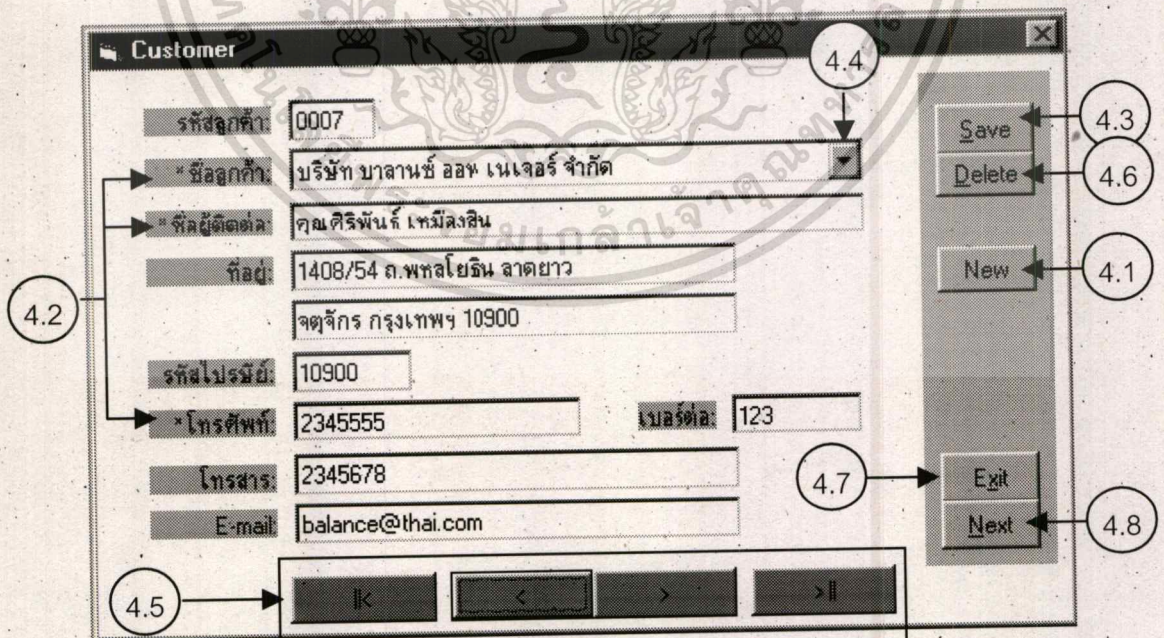 Customer
4.4
รหัสลูกค้า: 0007
Save 4.3
*ชื่อลูกค้า: บริษัท บาลานซ์ ออฟ เนเจอร์ จำกัด
Delete 4.6
*ชื่อผู้ติดต่อ: คุณศิริพันธ์ เหมืองสิน
ที่อยู่: 1408/54 ถ.พหลโยธิน ลาดยาว
New 4.1
4.2
จตุจักร กรุงเทพฯ 10900
รหัสไปรษีย์: 10900
*โทรศัพท์: 2345555 เบอร์ต่อ: 123
โทรสาร: 2345678
4.7 Exit
E-mail: balance@thai.com
Next 4.8
4.5 |< < > >|